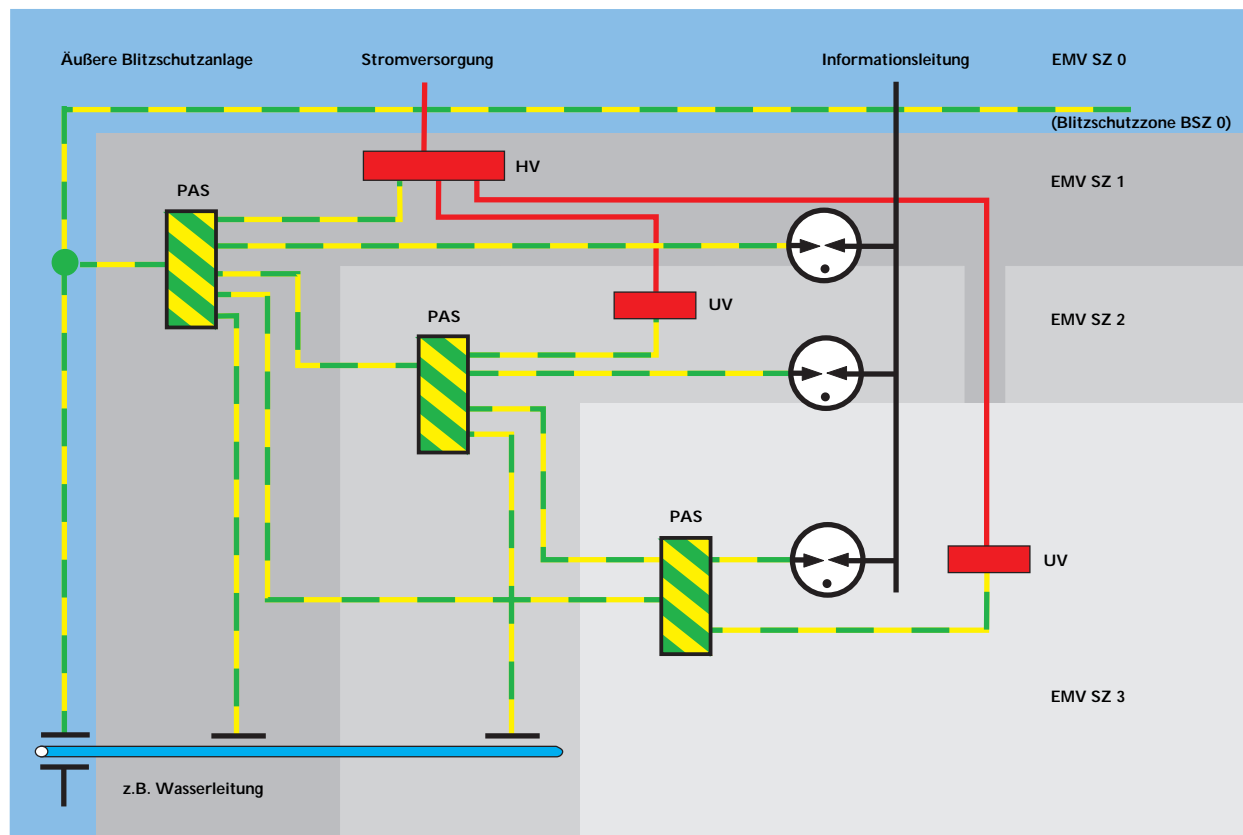 Äußere Blitzschutzanlage
Stromversorgung
Informationsleitung
EMV SZ 0
(Blitzschutzzone BSZ 0)
HV
PAS
EMV SZ 1
UV
PAS
EMV SZ 2
PAS
UV
EMV SZ 3
z.B. Wasserleitung